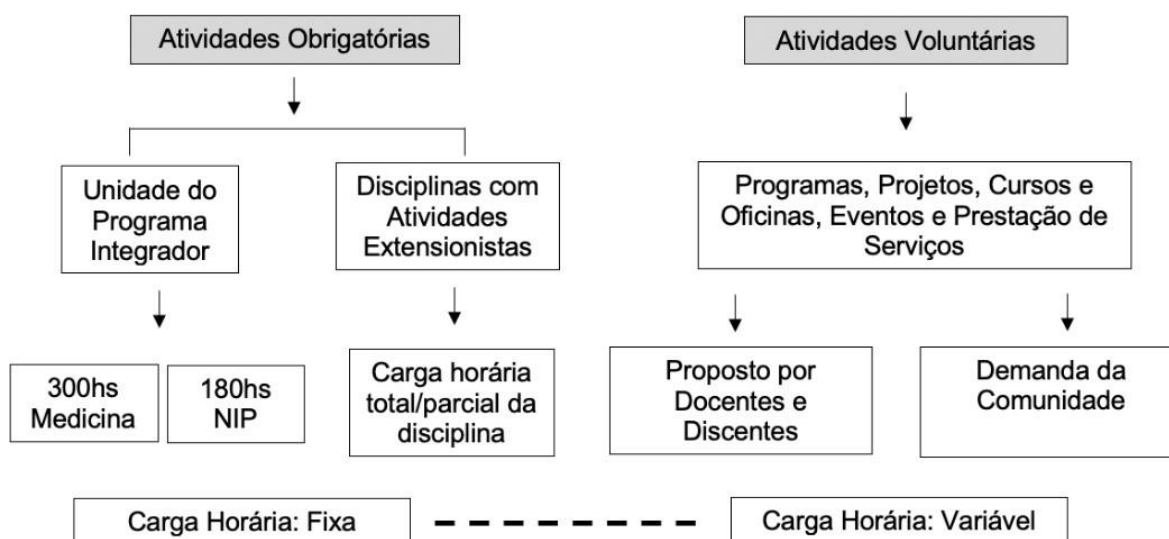 Atividades Obrigatórias
Atividades Voluntárias
Unidade do
Programa
Integrador
Disciplinas com
Atividades
Extensionistas
Programas, Projetos, Cursos e
Oficinas, Eventos e Prestação de
Serviços
300hs
Medicina
180hs
NIP
Carga horária
total/parcial da
disciplina
Proposto por
Docentes e
Discentes
Demanda da
Comunidade
Carga Horária: Fixa
Carga Horária: Variável